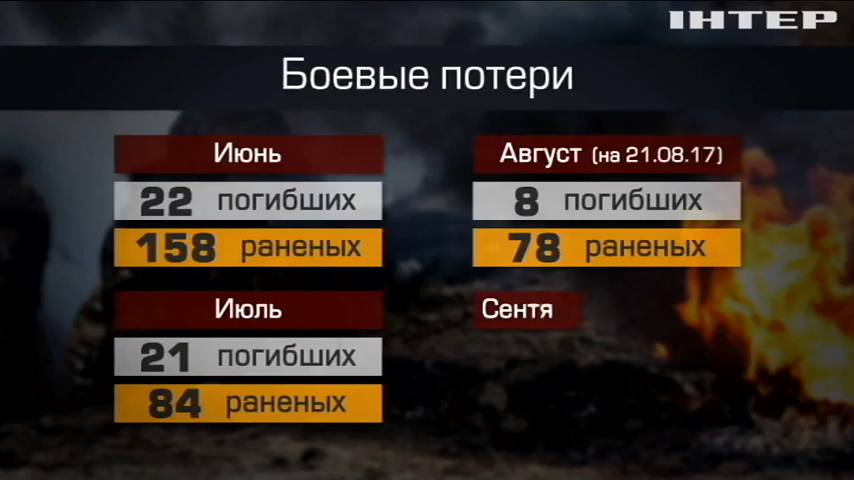 ІНТЕР
Боевые потери
Июнь
22 погибших
158 раненых
Июль
21 погибших
84 раненых
Август (на 21.08.17)
8 погибших
78 раненых
Сентя